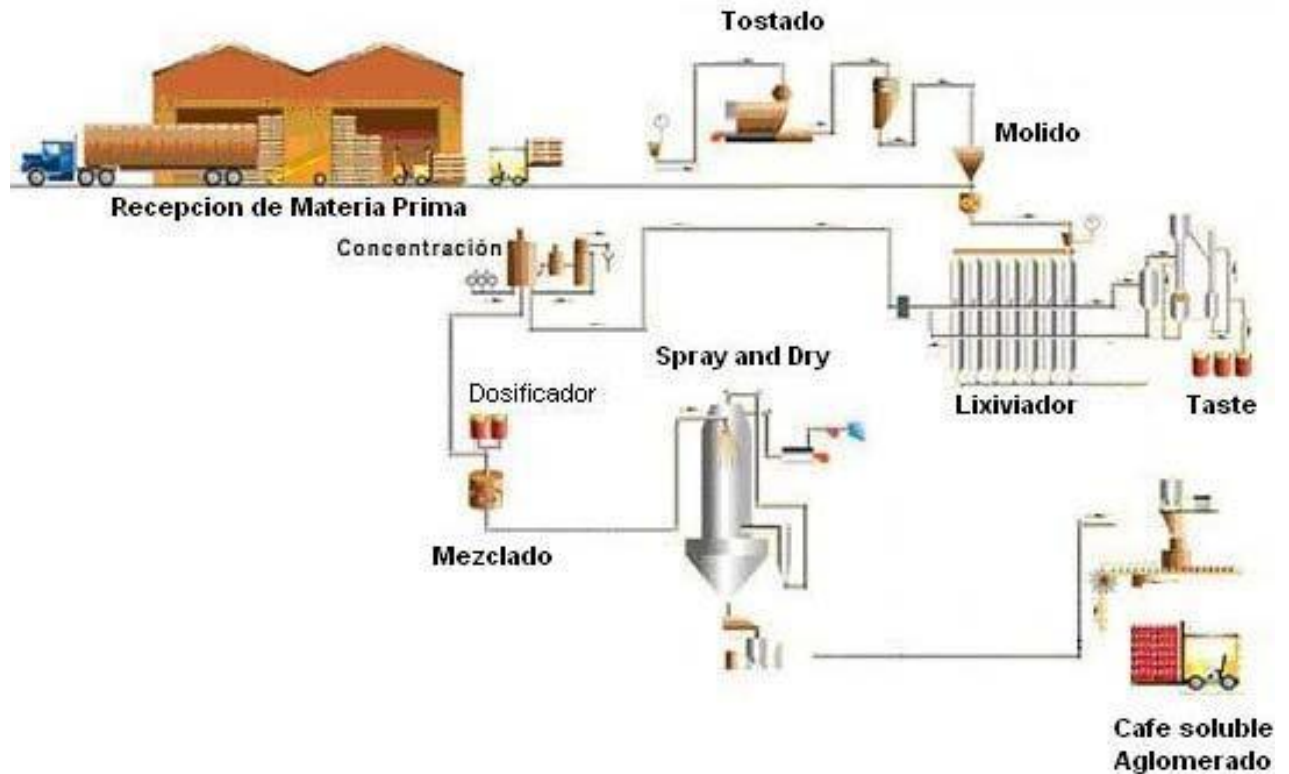 Tostado
Molido
Recepcion de Materia Prima
Concentración
Spray and Dry
Dosificador
Lixiviador
Taste
Mezclado
Cafe soluble
Aglomerado